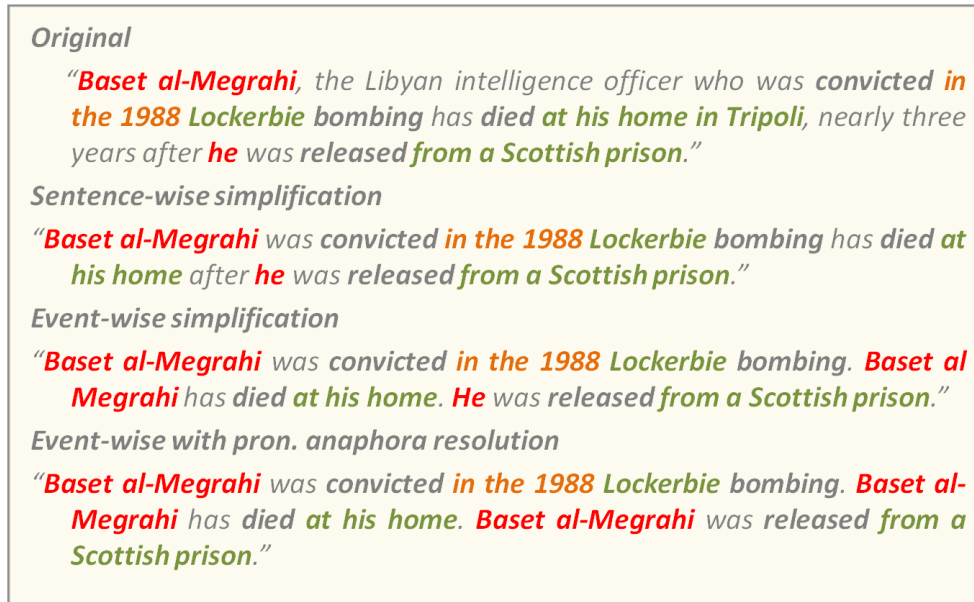 Original
“Baset al-Megrahi, the Libyan intelligence officer who was convicted in
the 1988 Lockerbie bombing has died at his home in Tripoli, nearly three
years after he was released from a Scottish prison.”
Sentence-wise simplification
“Baset al-Megrahi was convicted in the 1988 Lockerbie bombing has died at
his home after he was released from a Scottish prison.”
Event-wise simplification
“Baset al-Megrahi was convicted in the 1988 Lockerbie bombing. Baset al
Megrahi has died at his home. He was released from a Scottish prison.”
Event-wise with pron. anaphora resolution
“Baset al-Megrahi was convicted in the 1988 Lockerbie bombing. Baset al-
Megrahi has died at his home. Baset al-Megrahi was released from a
Scottish prison.”